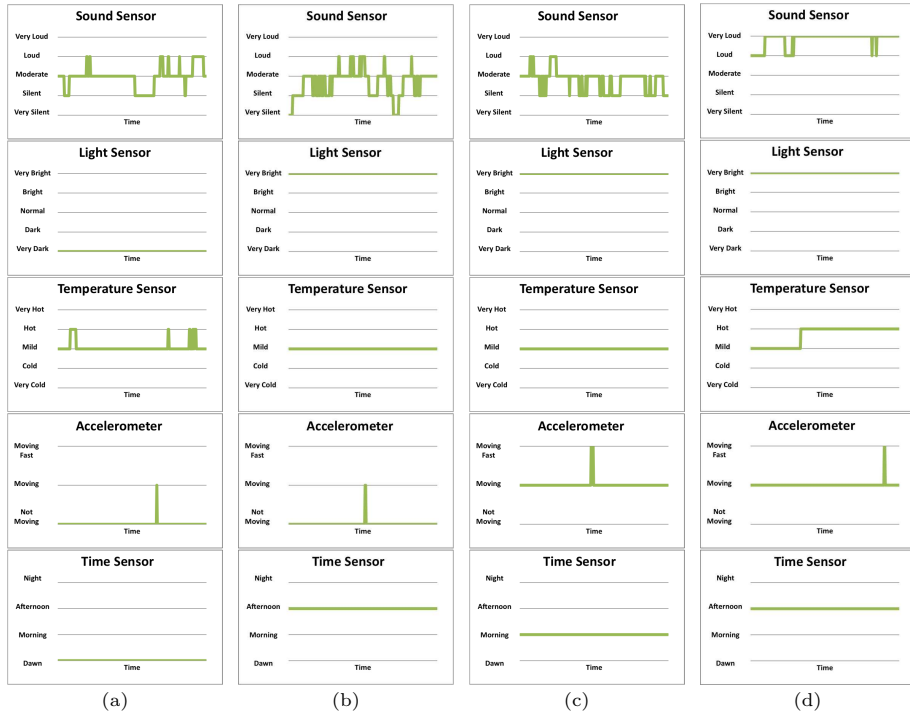 Sound Sensor
Very Loud
Loud
Moderate
Silent
Very Silent
Time
Light Sensor
Very Bright
Bright
Normal
Dark
Very Dark
Time
Temperature Sensor
Very Hot
Hot
Mild
Cold
Very Cold
Time
Accelerometer
Moving
Fast
Moving
Not
Moving
Time
Time Sensor
Night
Afternoon
Morning
Dawn
Time
(a)
Sound Sensor
Very Loud
Loud
Moderate
Silent
Very Silent
Time
Light Sensor
Very Bright
Bright
Normal
Dark
Very Dark
Time
Temperature Sensor
Very Hot
Hot
Mild
Cold
Very Cold
Time
Accelerometer
Moving
Fast
Moving
Not
Moving
Time
Time Sensor
Night
Afternoon
Morning
Dawn
Time
(b)
Sound Sensor
Very Loud
Loud
Moderate
Silent
Very Silent
Time
Light Sensor
Very Bright
Bright
Normal
Dark
Very Dark
Time
Temperature Sensor
Very Hot
Hot
Mild
Cold
Very Cold
Time
Accelerometer
Moving
Fast
Moving
Not
Moving
Time
Time Sensor
Night
Afternoon
Morning
Dawn
Time
(c)
Sound Sensor
Very Loud
Loud
Moderate
Silent
Very Silent
Time
Light Sensor
Very Bright
Bright
Normal
Dark
Very Dark
Time
Temperature Sensor
Very Hot
Hot
Mild
Cold
Very Cold
Time
Accelerometer
Moving
Fast
Moving
Not
Moving
Time
Time Sensor
Night
Afternoon
Morning
Dawn
Time
(d)